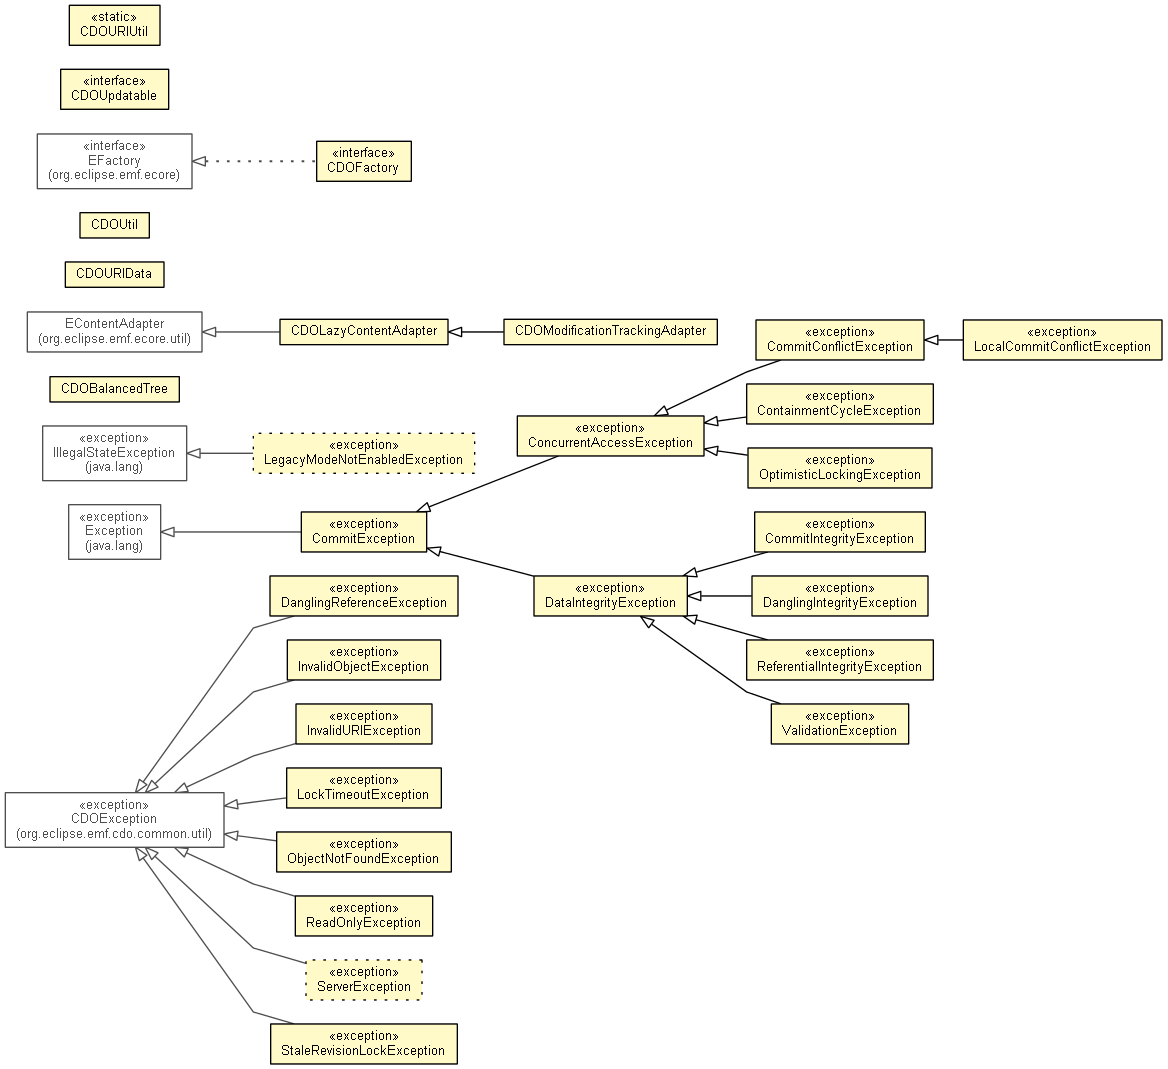 «static»
CDOURIUtil
«interface»
CDOUpdatable
«interface»
EFactory
(org.eclipse.emf.ecore)
«interface»
CDOFactory
CDOUtil
CDOURIData
EContentAdapter
(org.eclipse.emf.ecore.util)
CDOLazyContentAdapter
CDOModificationTrackingAdapter
«exception»
CommitConflictException
«exception»
LocalCommitConflictException
CDOBalancedTree
«exception»
ContainmentCycleException
«exception»
ConcurrentAccessException
«exception»
IllegalStateException
(java.lang)
«exception»
LegacyModeNotEnabledException
«exception»
OptimisticLockingException
«exception»
Exception
(java.lang)
«exception»
CommitException
«exception»
CommitIntegrityException
«exception»
DanglingReferenceException
«exception»
DataIntegrityException
«exception»
DanglingIntegrityException
«exception»
InvalidObjectException
«exception»
ReferentialIntegrityException
«exception»
InvalidURIException
«exception»
ValidationException
«exception»
LockTimeoutException
«exception»
CDOException
(org.eclipse.emf.cdo.common.util)
«exception»
ObjectNotFoundException
«exception»
ReadOnlyException
«exception»
ServerException
«exception»
StaleRevisionLockException